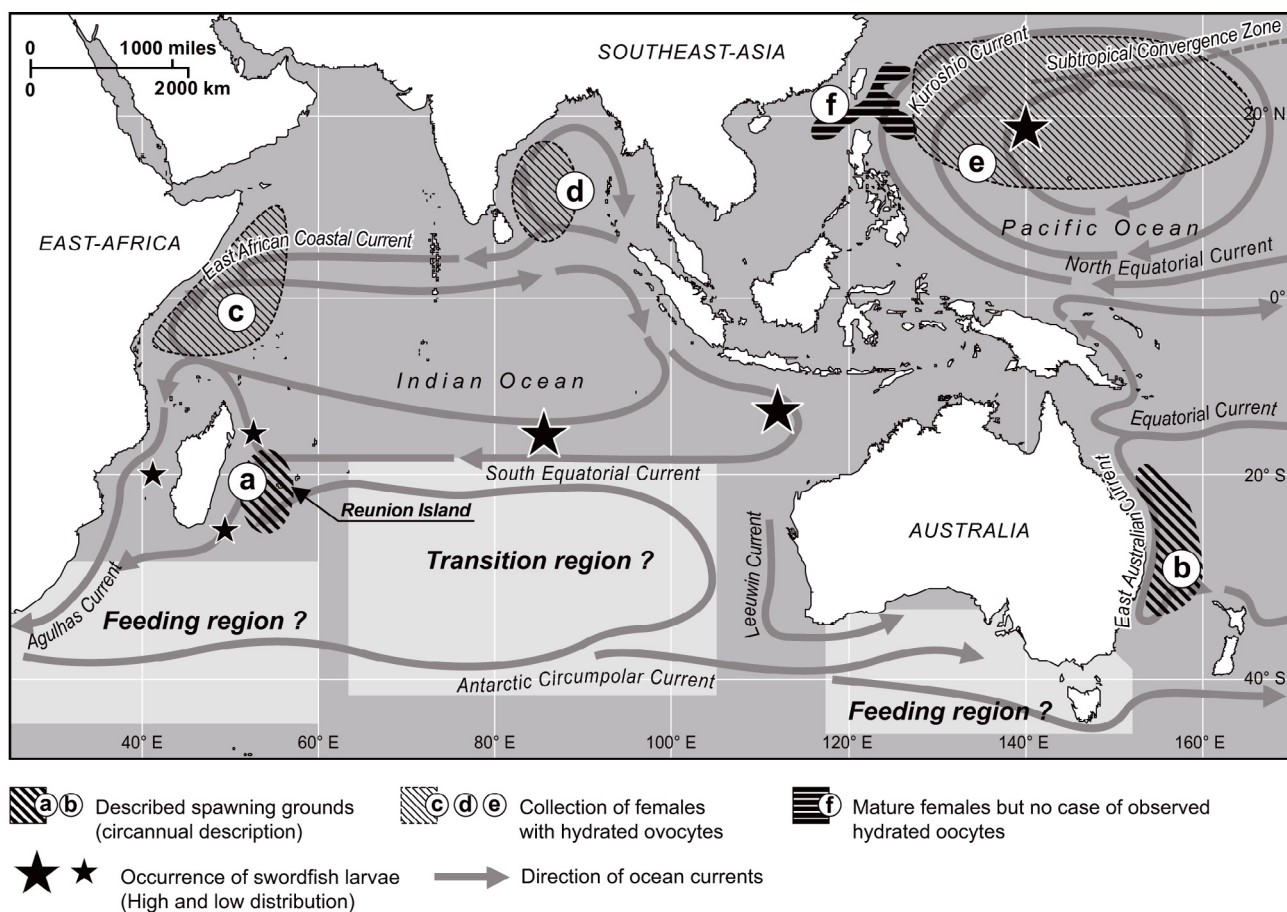 0 1000 miles
0 2000 km
SOUTHEAST-ASIA
Kuroshio Current
Subtropical Convergence Zone
f
20° N
e
d
EAST-AFRICA
East African Coastal Current
Pacific Ocean
North Equatorial Current
c
0°
Indian Ocean
Equatorial Current
South Equatorial Current
20° S
a
Reunion Island
East Australian Current
AUSTRALIA
Transition region ?
b
Leeuwin Current
Agulhas Current
Feeding region ?
Antarctic Circumpolar Current
40° S
Feeding region ?
40° E 60° E 80° E 100° E 120° E 140° E 160° E
a b Described spawning grounds
(circannual description)
c d e Collection of females
with hydrated ovocytes
f Mature females but no case of observed
hydrated oocytes
Occurrence of swordfish larvae
(High and low distribution)
Direction of ocean currents